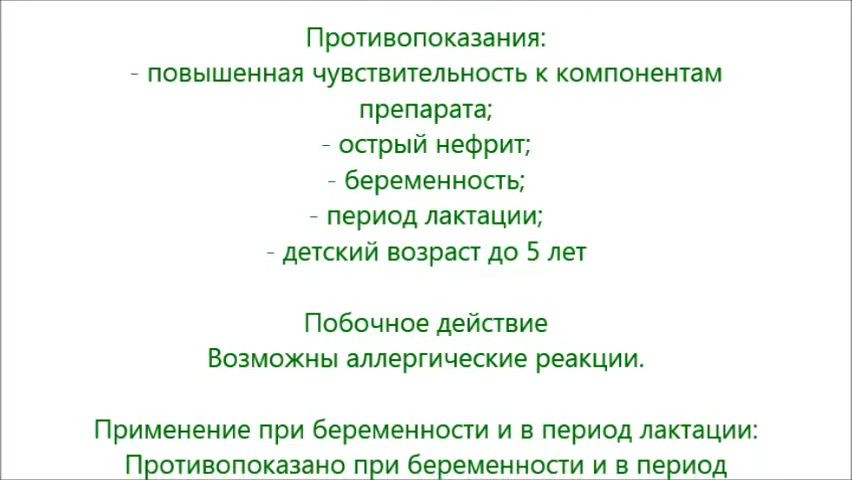 Противопоказания:
- повышенная чувствительность к компонентам
препарата;
- острый нефрит;
- беременность;
- период лактации;
- детский возраст до 5 лет
Побочное действие
Возможны аллергические реакции.
Применение при беременности и в период лактации:
Противопоказано при беременности и в период